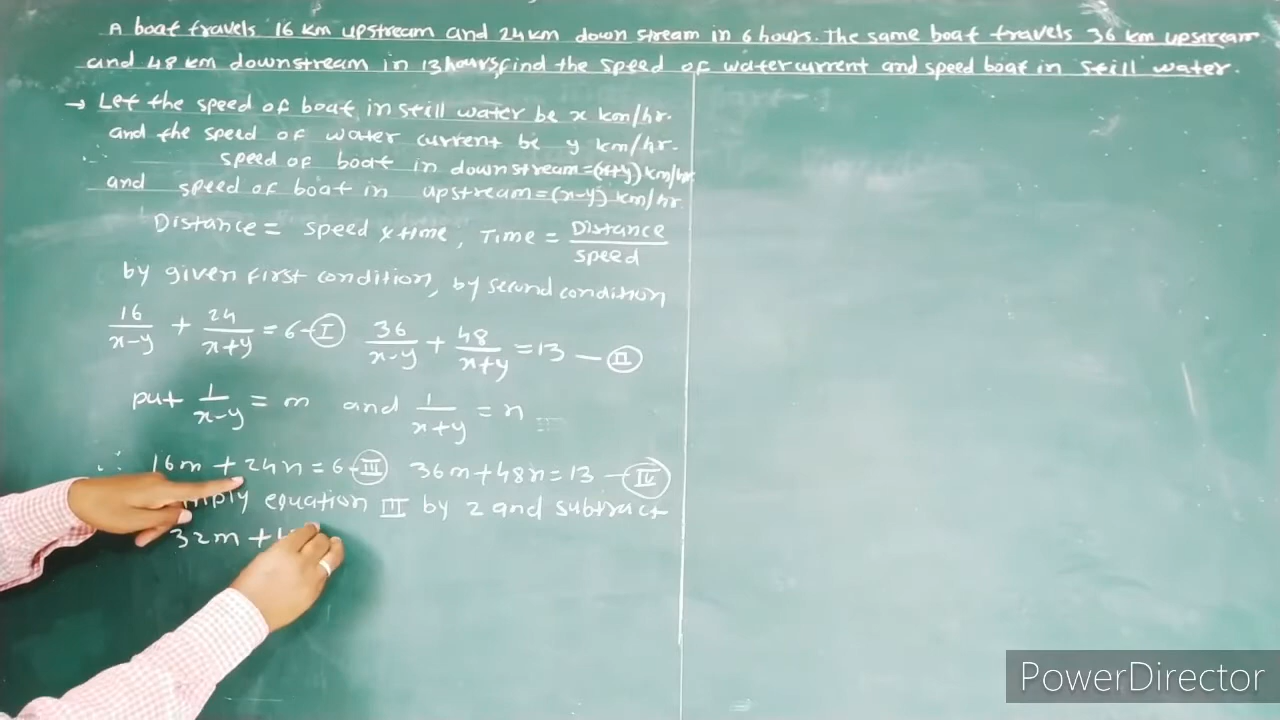 A boat travels 16 km upstream and 24km down stream in 6 hours. The same boat travels 36 km upstream
and 48 km downstream in 13 hours, find the speed of water current and speed boat in still water.
→ Let the speed of boat in still water be x km/hr.
and the speed of water current be y km/hr.
∴ speed of boat in downstream = (x+y) km/hr
and speed of boat in upstream = (x-y) km/hr
Distance = speed × time, Time = Distance/speed
by given first condition, by second condition
16/(x-y) + 24/(x+y) = 6 - I 36/(x-y) + 48/(x+y) = 13 — II
put 1/(x-y) = m and 1/(x+y) = n
∴ 16m + 24n = 6 - III 36m + 48n = 13 - IV
equation III by 2 and subtract
32m +
PowerDirector